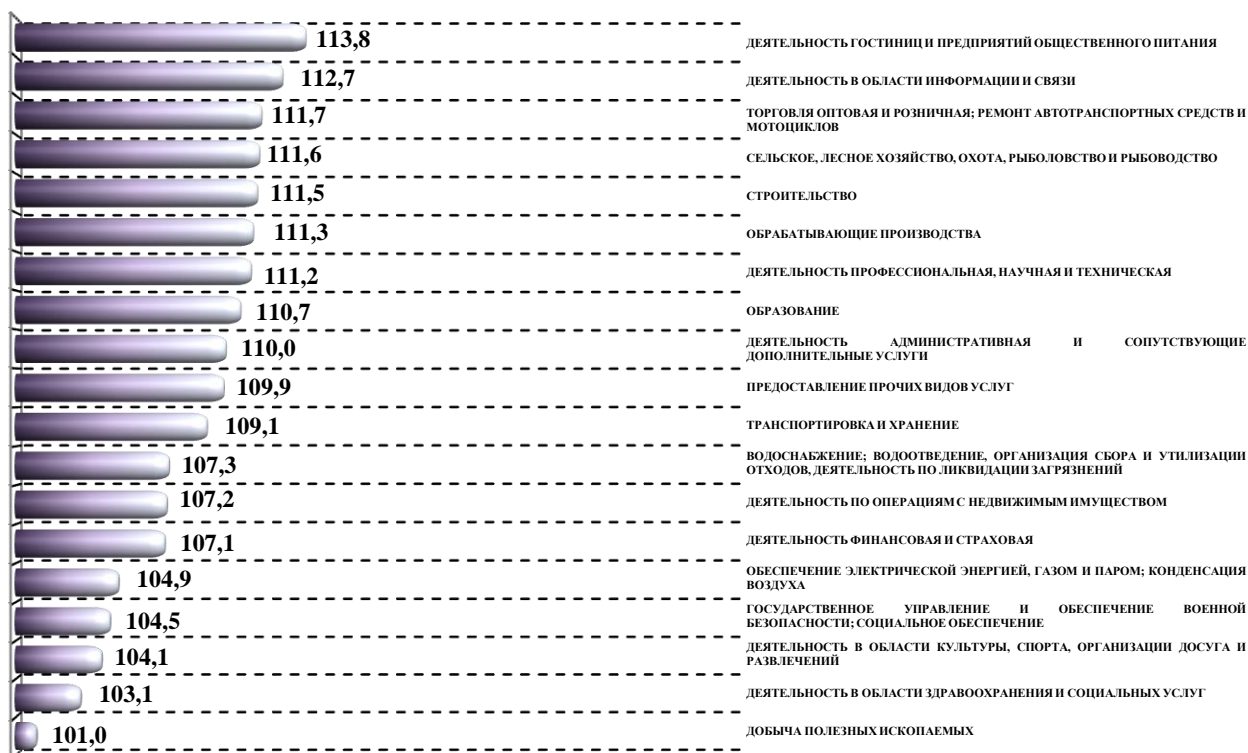 113,8 ДЕЯТЕЛЬНОСТЬ ГОСТИНИЦ И ПРЕДПРИЯТИЙ ОБЩЕСТВЕННОГО ПИТАНИЯ
112,7 ДЕЯТЕЛЬНОСТЬ В ОБЛАСТИ ИНФОРМАЦИИ И СВЯЗИ
111,7 ТОРГОВЛЯ ОПТОВАЯ И РОЗНИЧНАЯ; РЕМОНТ АВТОТРАНСПОРТНЫХ СРЕДСТВ И
МОТОЦИКЛОВ
111,6 СЕЛЬСКОЕ, ЛЕСНОЕ ХОЗЯЙСТВО, ОХОТА, РЫБОЛОВСТВО И РЫБОВОДСТВО
111,5 СТРОИТЕЛЬСТВО
111,3 ОБРАБАТЫВАЮЩИЕ ПРОИЗВОДСТВА
111,2 ДЕЯТЕЛЬНОСТЬ ПРОФЕССИОНАЛЬНАЯ, НАУЧНАЯ И ТЕХНИЧЕСКАЯ
110,7 ОБРАЗОВАНИЕ
110,0 ДЕЯТЕЛЬНОСТЬ АДМИНИСТРАТИВНАЯ И СОПУТСТВУЮЩИЕ
ДОПОЛНИТЕЛЬНЫЕ УСЛУГИ
109,9 ПРЕДОСТАВЛЕНИЕ ПРОЧИХ ВИДОВ УСЛУГ
109,1 ТРАНСПОРТИРОВКА И ХРАНЕНИЕ
107,3 ВОДОСНАБЖЕНИЕ; ВОДООТВЕДЕНИЕ, ОРГАНИЗАЦИЯ СБОРА И УТИЛИЗАЦИИ
ОТХОДОВ, ДЕЯТЕЛЬНОСТЬ ПО ЛИКВИДАЦИИ ЗАГРЯЗНЕНИЙ
107,2 ДЕЯТЕЛЬНОСТЬ ПО ОПЕРАЦИЯМ С НЕДВИЖИМЫМ ИМУЩЕСТВОМ
107,1 ДЕЯТЕЛЬНОСТЬ ФИНАНСОВАЯ И СТРАХОВАЯ
104,9 ОБЕСПЕЧЕНИЕ ЭЛЕКТРИЧЕСКОЙ ЭНЕРГИЕЙ, ГАЗОМ И ПАРОМ; КОНДЕНСАЦИЯ
ВОЗДУХА
104,5 ГОСУДАРСТВЕННОЕ УПРАВЛЕНИЕ И ОБЕСПЕЧЕНИЕ ВОЕННОЙ
БЕЗОПАСНОСТИ; СОЦИАЛЬНОЕ ОБЕСПЕЧЕНИЕ
104,1 ДЕЯТЕЛЬНОСТЬ В ОБЛАСТИ КУЛЬТУРЫ, СПОРТА, ОРГАНИЗАЦИИ ДОСУГА И
РАЗВЛЕЧЕНИЙ
103,1 ДЕЯТЕЛЬНОСТЬ В ОБЛАСТИ ЗДРАВООХРАНЕНИЯ И СОЦИАЛЬНЫХ УСЛУГ
101,0 ДОБЫЧА ПОЛЕЗНЫХ ИСКОПАЕМЫХ